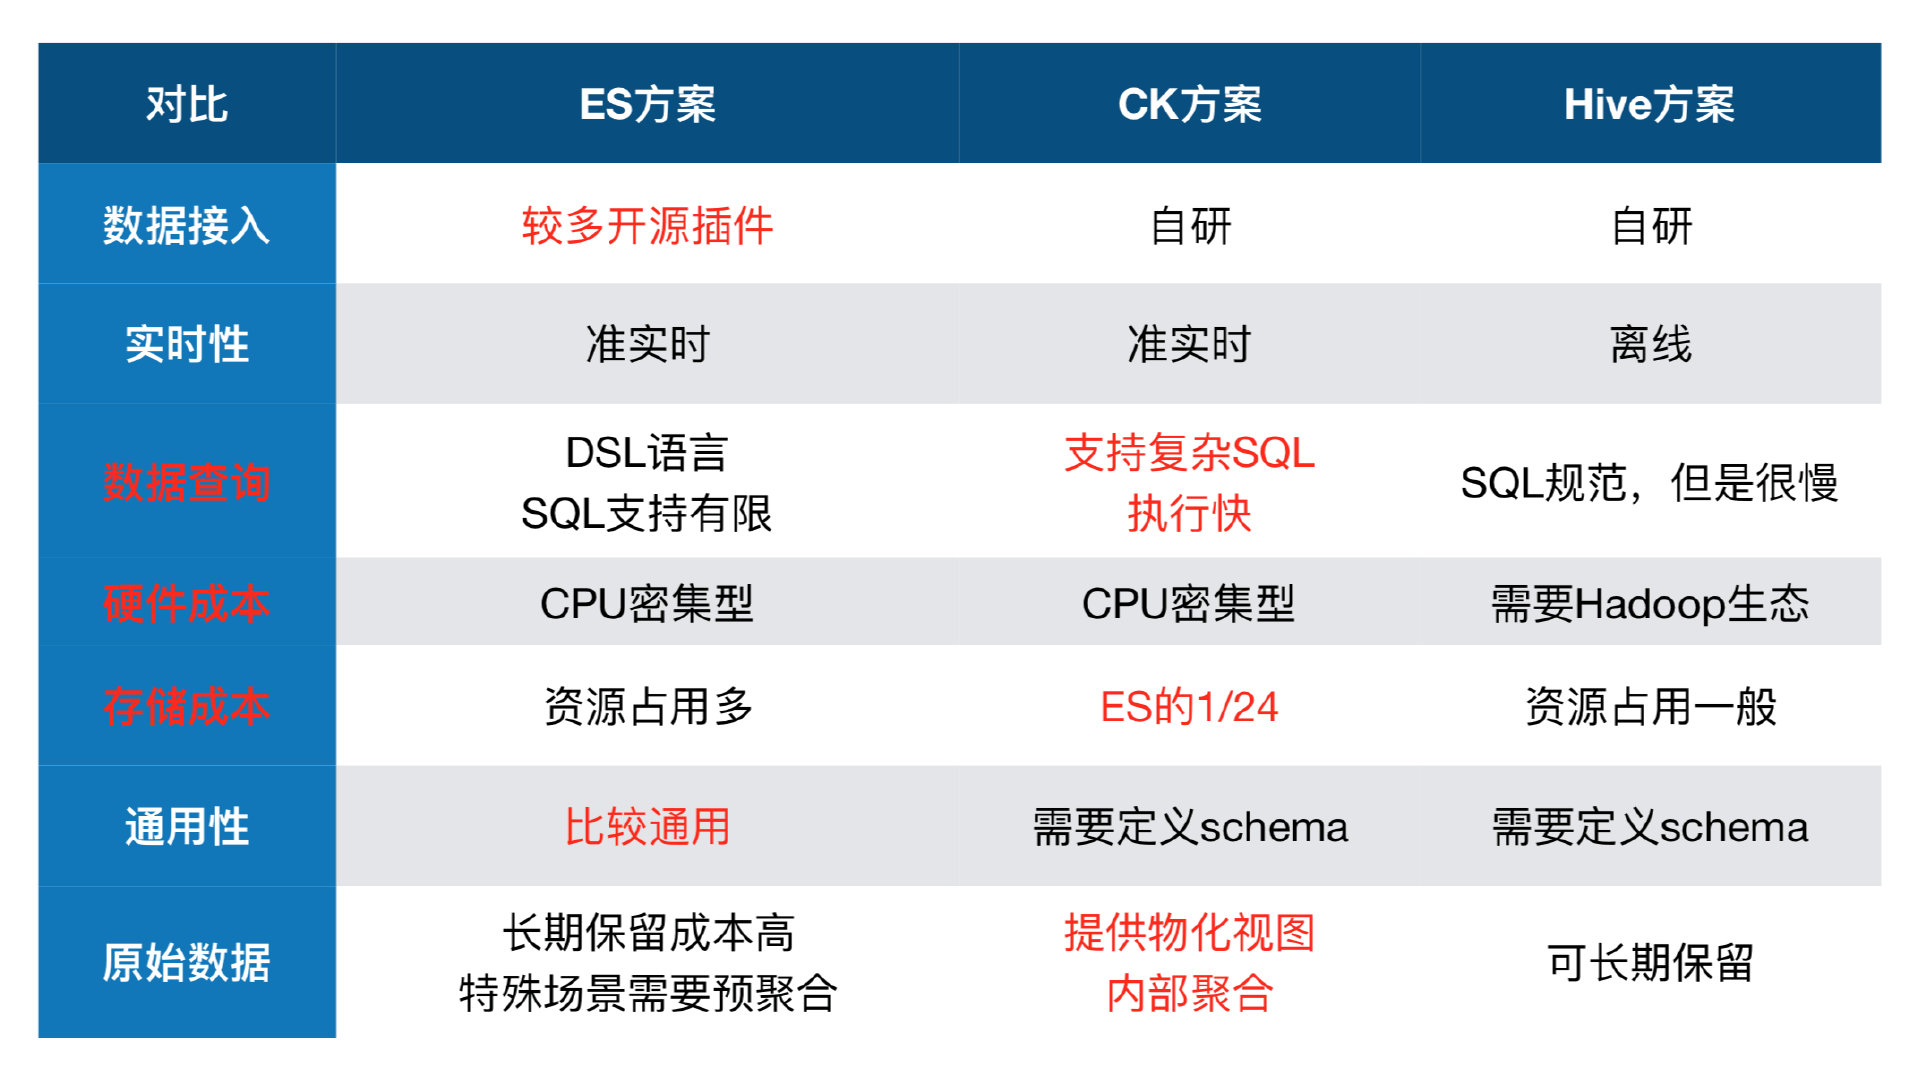 对比
ES方案
CK方案
Hive方案
数据接入
较多开源插件
自研
自研
实时性
准实时
准实时
离线
数据查询
DSL语言
SQL支持有限
支持复杂SQL
执行快
SQL规范，但是很慢
硬件成本
CPU密集型
CPU密集型
需要Hadoop生态
存储成本
资源占用多
ES的1/24
资源占用一般
通用性
比较通用
需要定义schema
需要定义schema
原始数据
长期保留成本高
特殊场景需要预聚合
提供物化视图
内部聚合
可长期保留